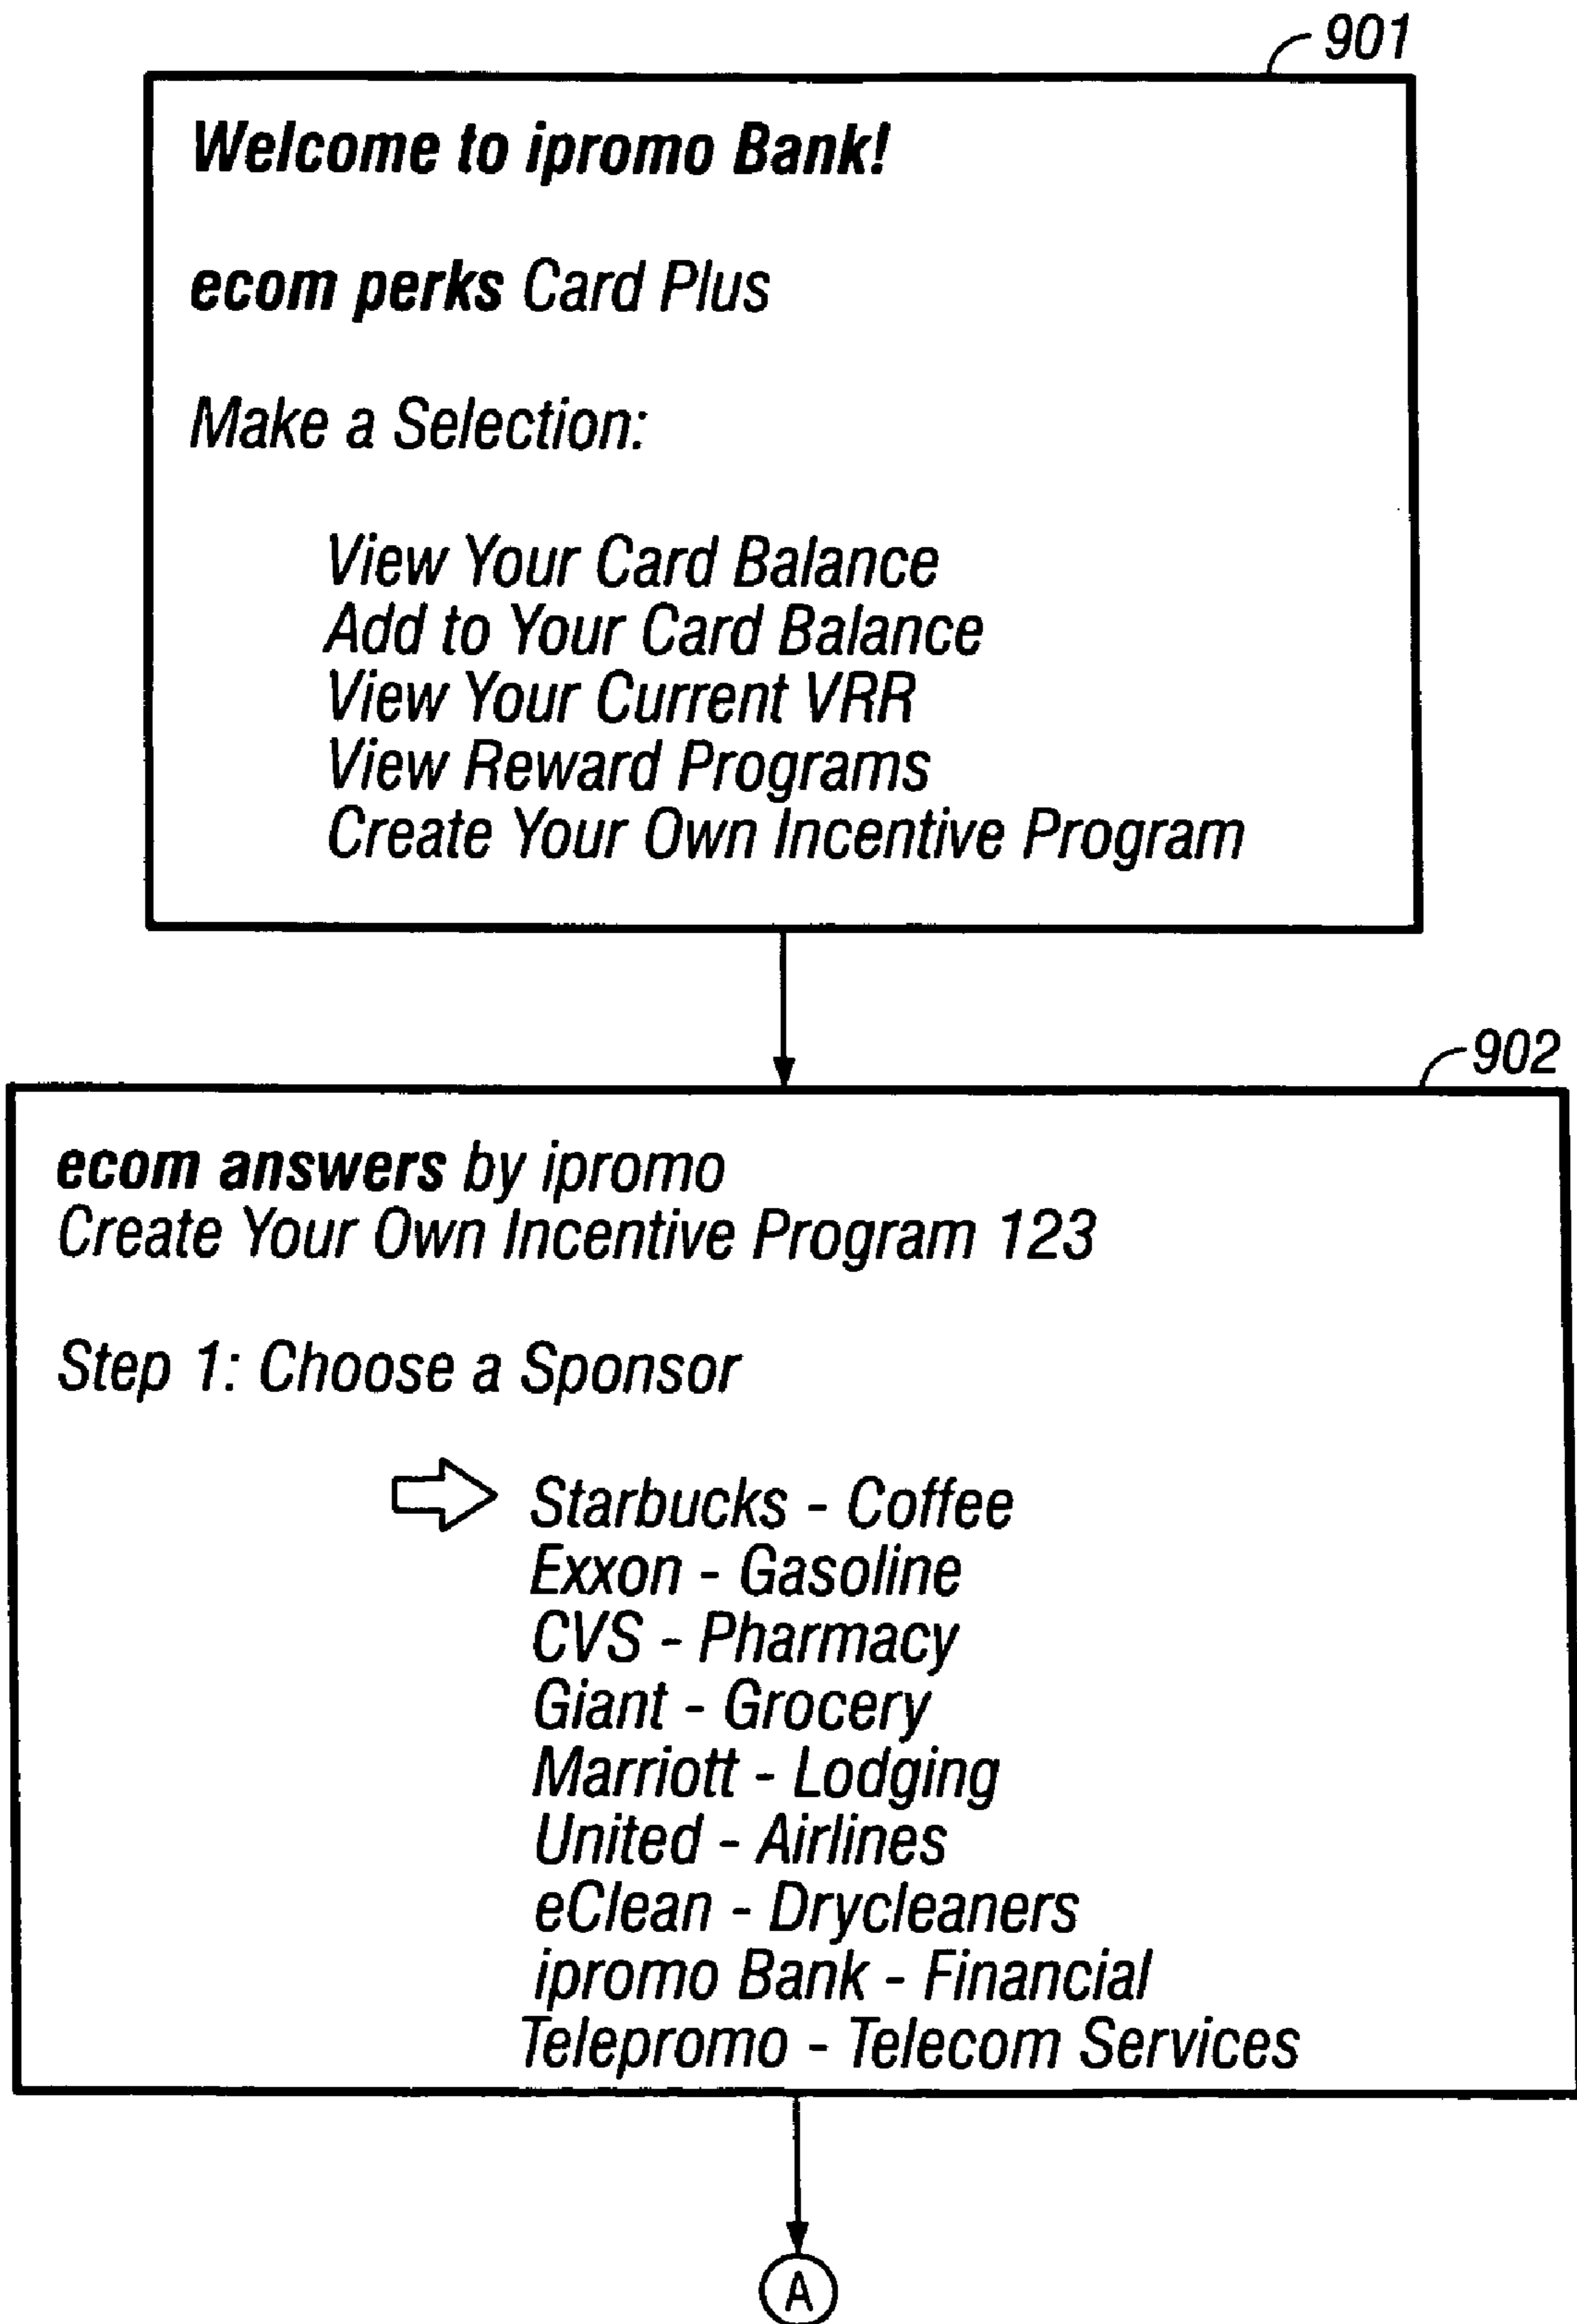 901
Welcome to ipromo Bank!
ecom perks Card Plus
Make a Selection:
View Your Card Balance
Add to Your Card Balance
View Your Current VRR
View Reward Programs
Create Your Own Incentive Program
902
ecom answers by ipromo
Create Your Own Incentive Program 123
Step 1: Choose a Sponsor
Starbucks - Coffee
Exxon - Gasoline
CVS - Pharmacy
Giant - Grocery
Marriott - Lodging
United - Airlines
eClean - Drycleaners
ipromo Bank - Financial
Telepromo - Telecom Services
A